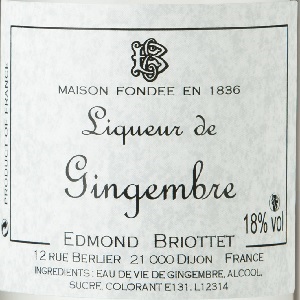 MAISON FONDEE EN 1836
Liqueur de
Gingembre
18% vol
EDMOND BRIOTTET
12 RUE BERLIER 21 000 DIJON FRANCE
INGREDIENTS : EAU DE VIE DE GINGEMBRE, ALCOOL,
SUCRE, COLORANT E131. L12314
PRODUCT OF FRANCE